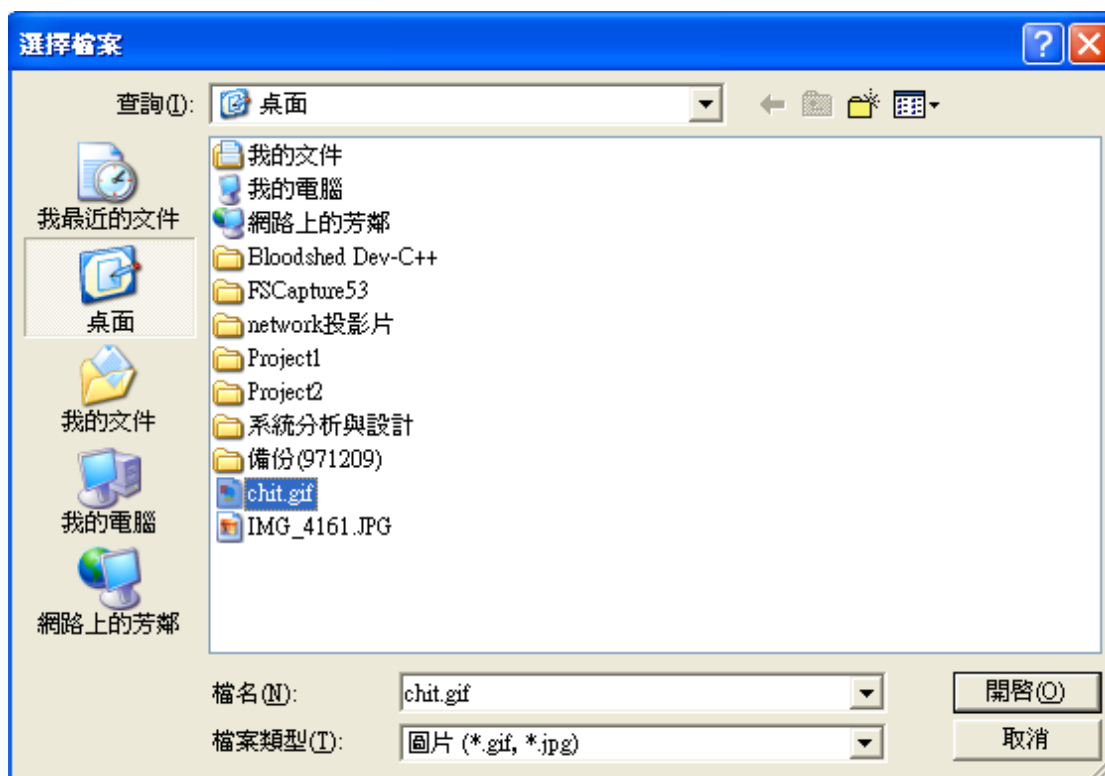 選擇檔案
查詢(I):
桌面
我最近的文件
桌面
我的文件
我的電腦
網路上的芳鄰
我的文件
我的電腦
網路上的芳鄰
Bloodshed Dev-C++
FSCapture53
network投影片
Project1
Project2
系統分析與設計
備份(971209)
chit.gif
IMG_4161.JPG
檔名(N):
chit.gif
開啓(O)
檔案類型(T):
圖片 (*.gif, *.jpg)
取消